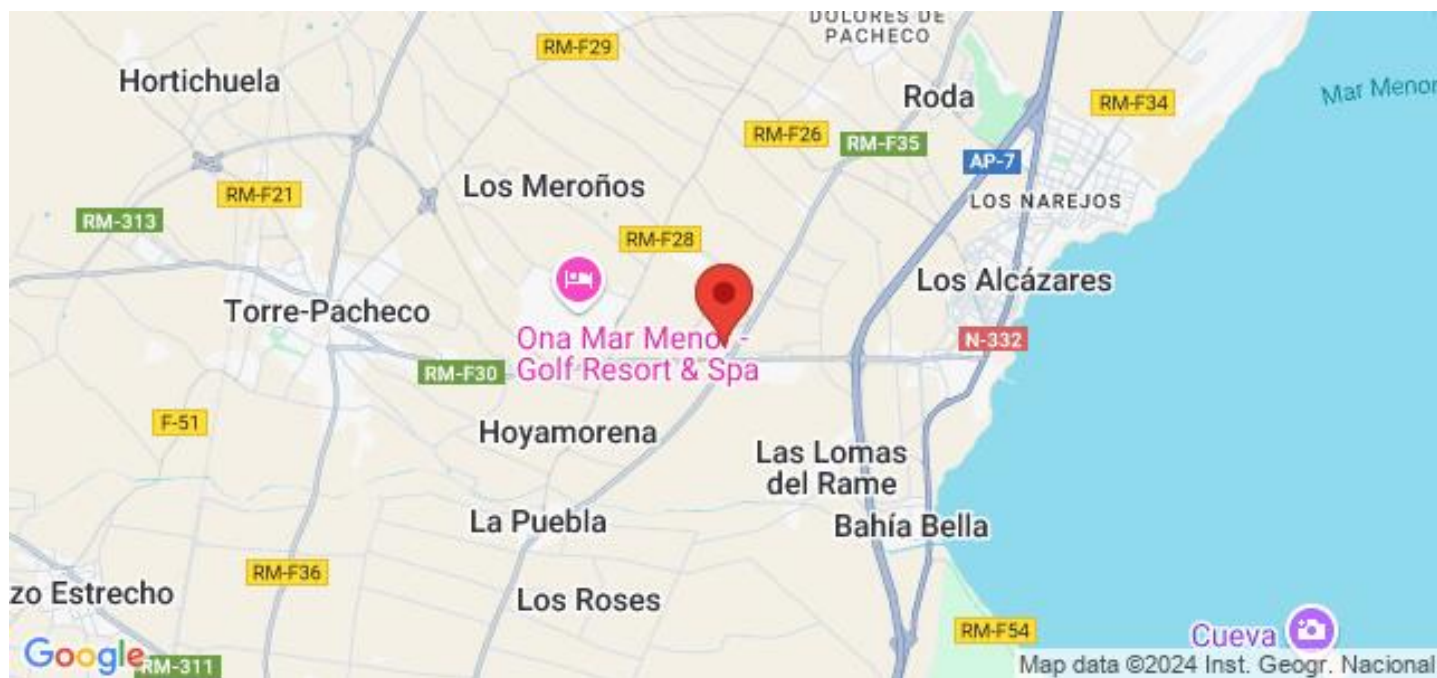 DOLORES DE
PACHECO
RM-F29
Hortichuela
Roda
Mar Menor
RM-F34
RM-F26
RM-F35
AP-7
Los Meroños
RM-F21
LOS NAREJOS
RM-313
RM-F28
Los Alcázares
Torre-Pacheco
Ona Mar Menor -
Golf Resort & Spa
N-332
RM-F30
F-51
Hoyamorena
Las Lomas
del Rame
La Puebla
Bahía Bella
RM-F36
zo Estrecho
Los Roses
RM-F54
Cueva
Google
RM-311
Map data ©2024 Inst. Geogr. Nacional